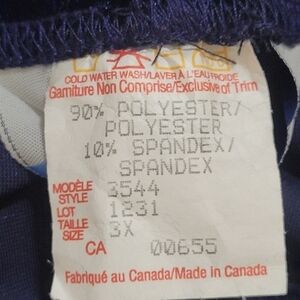 COLD WATER WASH/LAVER À L'EAU FROIDE
Garniture Non Comprise/Exclusive of Trim
90% POLYESTER/
POLYESTER
10% SPANDEX/
SPANDEX
MODÈLE
STYLE 3544
LOT 1231
TAILLE
SIZE 3X
CA 00655
Fabriqué au Canada/Made in Canada